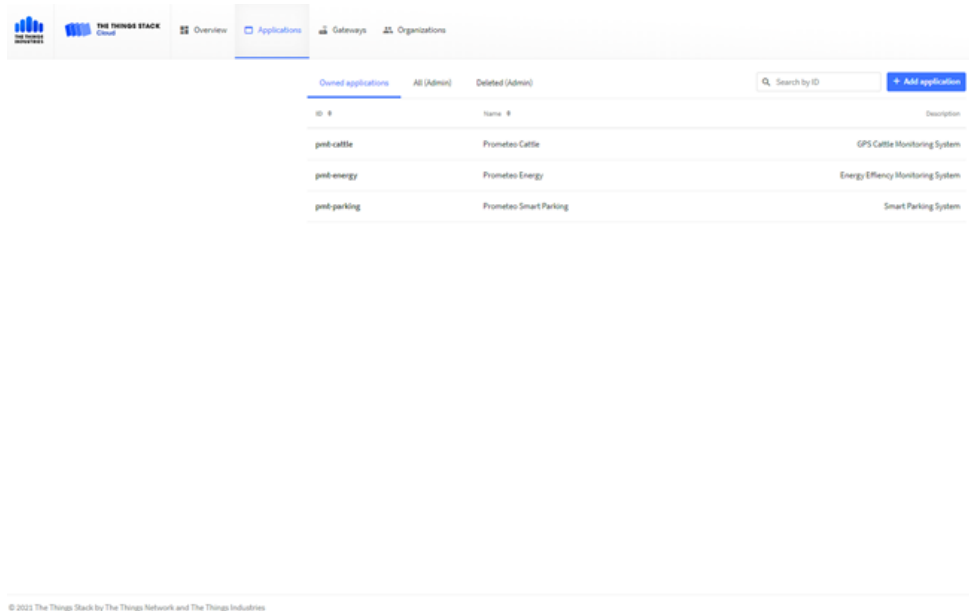 THE THINGS INDUSTRIES
THE THINGS STACK
Cloud
Overview Applications Gateways Organizations
Owned applications All (Admin) Deleted (Admin) Search by ID + Add application
ID Name Description
pmt-cattle Prometeo Cattle GPS Cattle Monitoring System
pmt-energy Prometeo Energy Energy Effiency Monitoring System
pmt-parking Prometeo Smart Parking Smart Parking System
© 2021 The Things Stack by The Things Network and The Things Industries